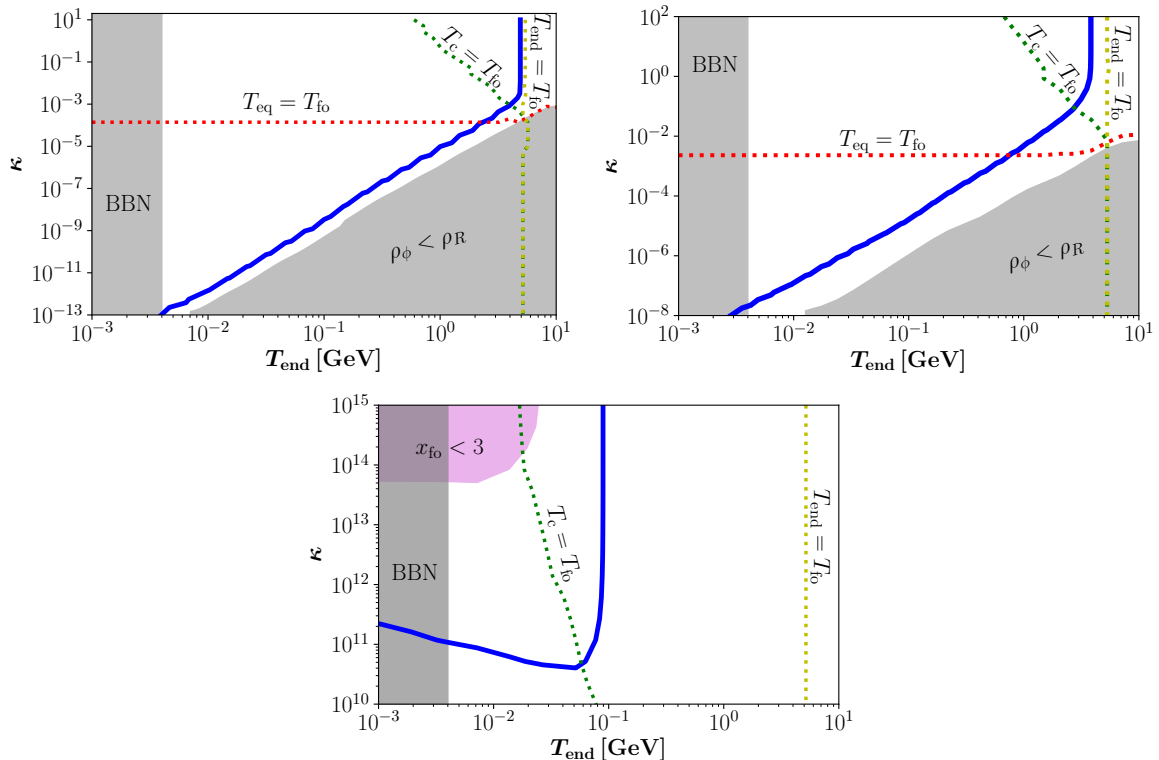 10^1
10^-1
10^-3
10^-5
10^-7
10^-9
10^-11
10^-13
κ
BBN
T_eq = T_fo
T_c = T_fo
T_end = T_fo
ρ_ϕ < ρ_R
10^-3
10^-2
10^-1
10^0
10^1
T_end [GeV]
10^2
10^0
10^-2
10^-4
10^-6
10^-8
κ
BBN
T_eq = T_fo
T_c = T_fo
T_end = T_fo
ρ_ϕ < ρ_R
10^-3
10^-2
10^-1
10^0
10^1
T_end [GeV]
10^15
10^14
10^13
10^12
10^11
10^10
κ
x_fo < 3
BBN
T_c = T_fo
T_end = T_fo
10^-3
10^-2
10^-1
10^0
10^1
T_end [GeV]